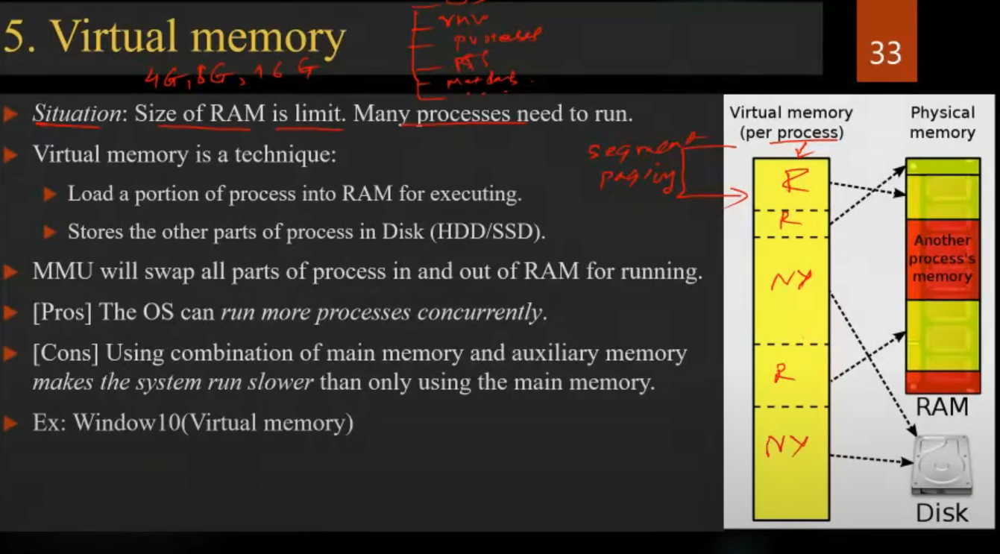 5. Virtual memory
33
4G, 8G, 16 G
Situation: Size of RAM is limit. Many processes need to run.
Virtual memory is a technique:
Load a portion of process into RAM for executing.
Stores the other parts of process in Disk (HDD/SSD).
MMU will swap all parts of process in and out of RAM for running.
[Pros] The OS can run more processes concurrently.
[Cons] Using combination of main memory and auxiliary memory
makes the system run slower than only using the main memory.
Ex: Window10(Virtual memory)
segment
paging
Virtual memory
(per process)
Physical
memory
R
R
NY
R
NY
Another
process's
memory
RAM
Disk